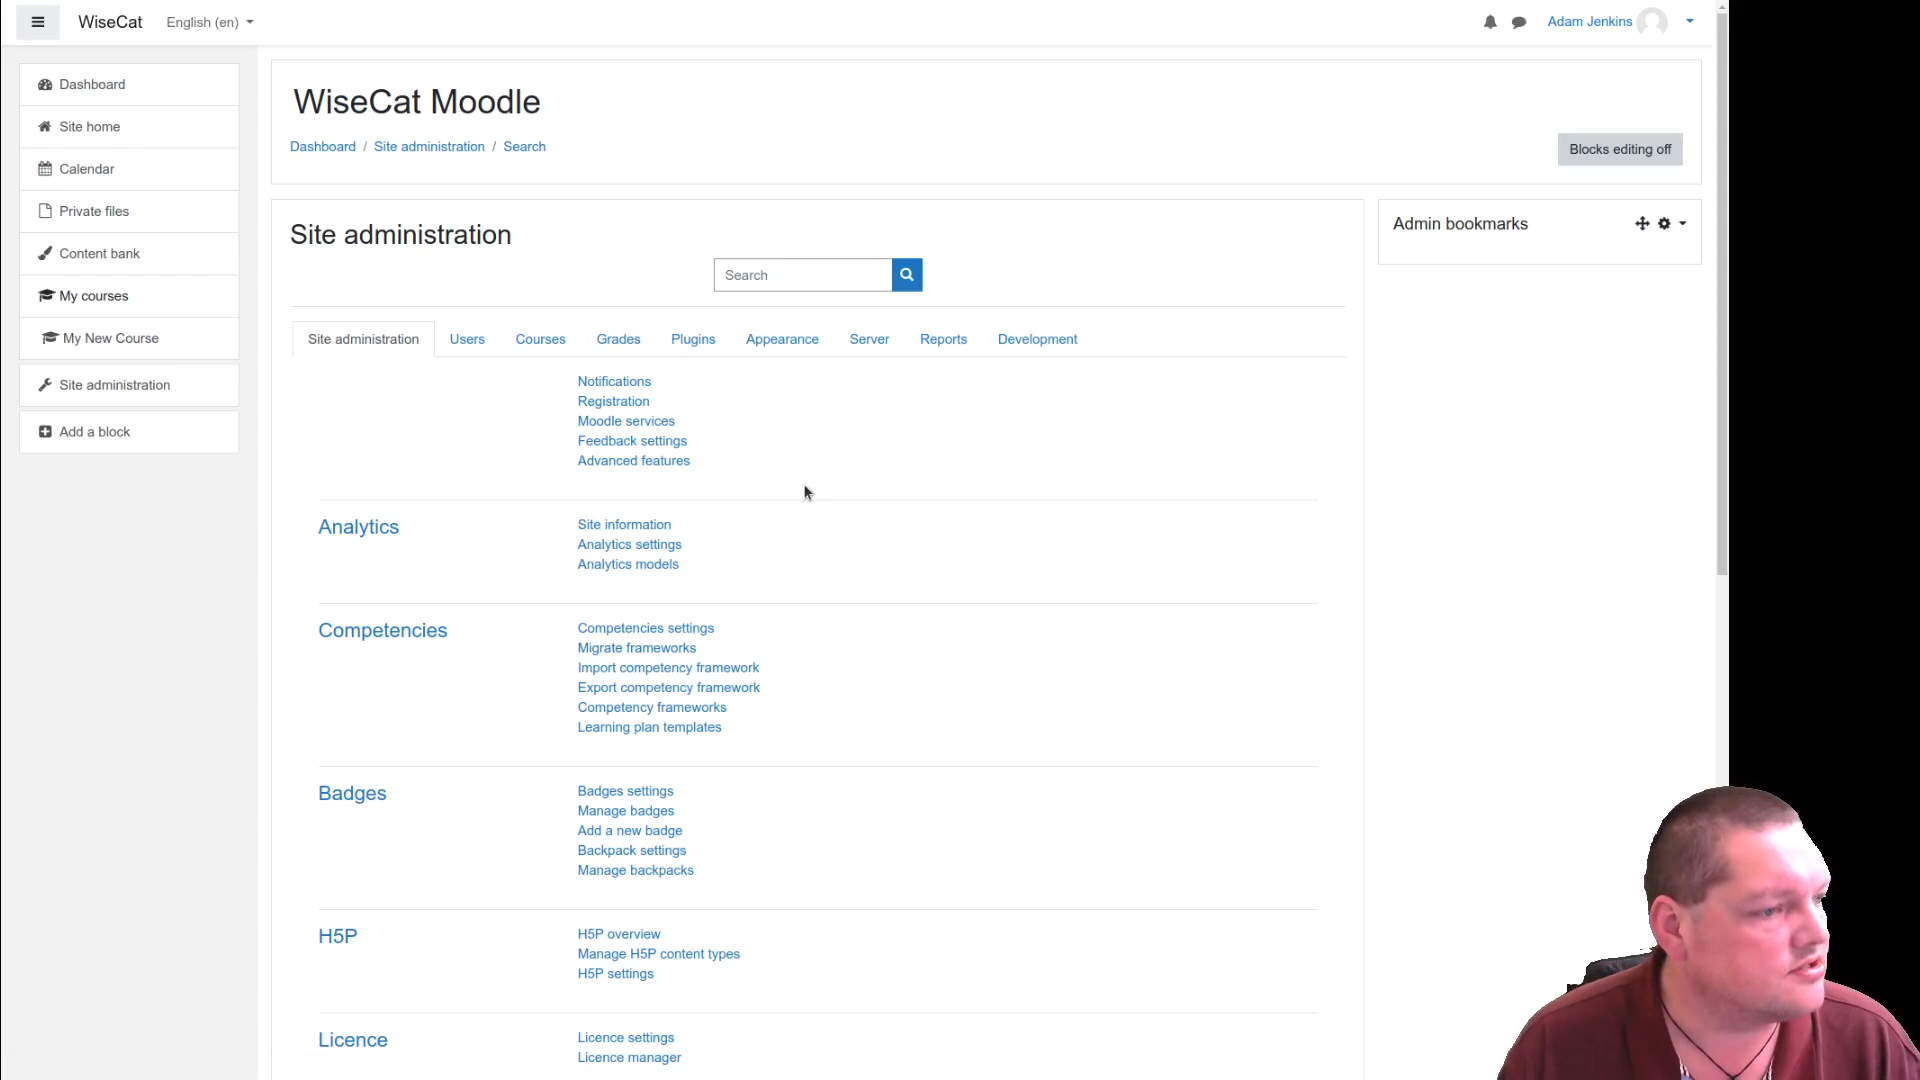 WiseCat English (en) Adam Jenkins
Dashboard
Site home
Calendar
Private files
Content bank
My courses
My New Course
Site administration
Add a block
WiseCat Moodle
Dashboard / Site administration / Search
Blocks editing off
Site administration
Search
Site administration Users Courses Grades Plugins Appearance Server Reports Development
Notifications
Registration
Moodle services
Feedback settings
Advanced features
Analytics
Site information
Analytics settings
Analytics models
Competencies
Competencies settings
Migrate frameworks
Import competency framework
Export competency framework
Competency frameworks
Learning plan templates
Badges
Badges settings
Manage badges
Add a new badge
Backpack settings
Manage backpacks
H5P
H5P overview
Manage H5P content types
H5P settings
Licence
Licence settings
Licence manager
Admin bookmarks